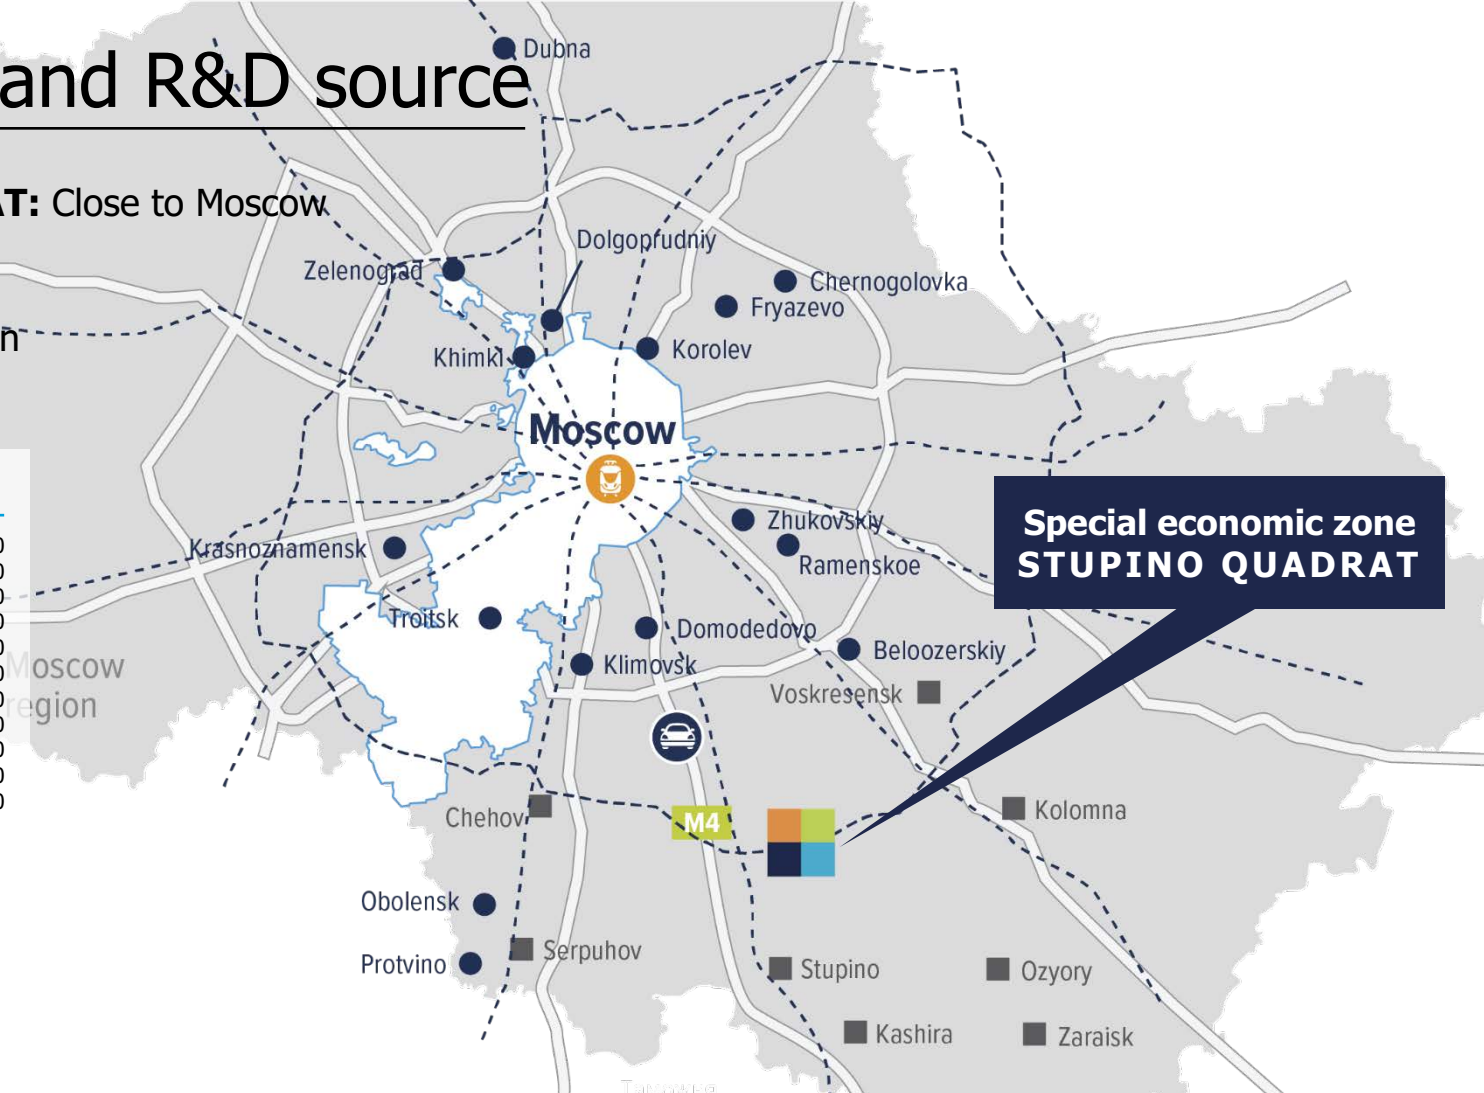 Dubna
and R&D source
AT: Close to Moscow
Dolgoprudniy
Zelenograd
Chernogolovka
Fryazevo
n
Khimki
Korolev
Moscow
Special economic zone
STUPINO QUADRAT
Zhukovskiy
Krasnoznamensk
Ramenskoe
Troitsk
Domodedovo
Beloozerskiy
Klimovsk
Moscow
region
Voskresensk
Chehov
M4
Kolomna
Obolensk
Serpuhov
Protvino
Stupino
Ozyory
Kashira
Zaraisk